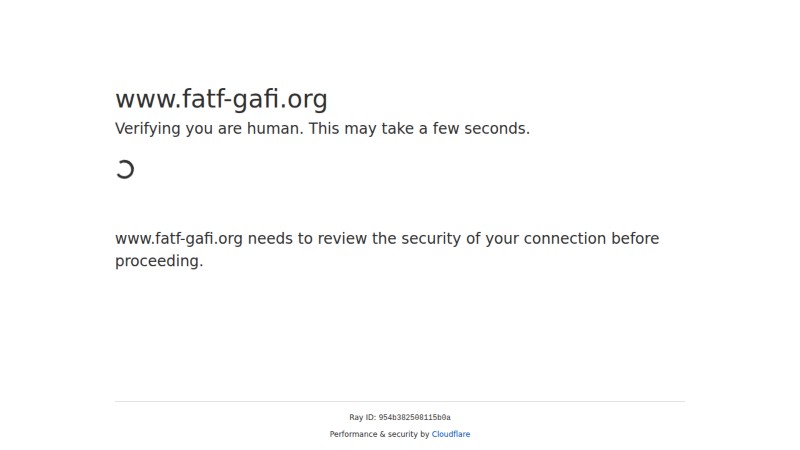 www.fatf-gafi.org
Verifying you are human. This may take a few seconds.
www.fatf-gafi.org needs to review the security of your connection before
proceeding.
Ray ID: 954b382508115b0a
Performance & security by Cloudflare